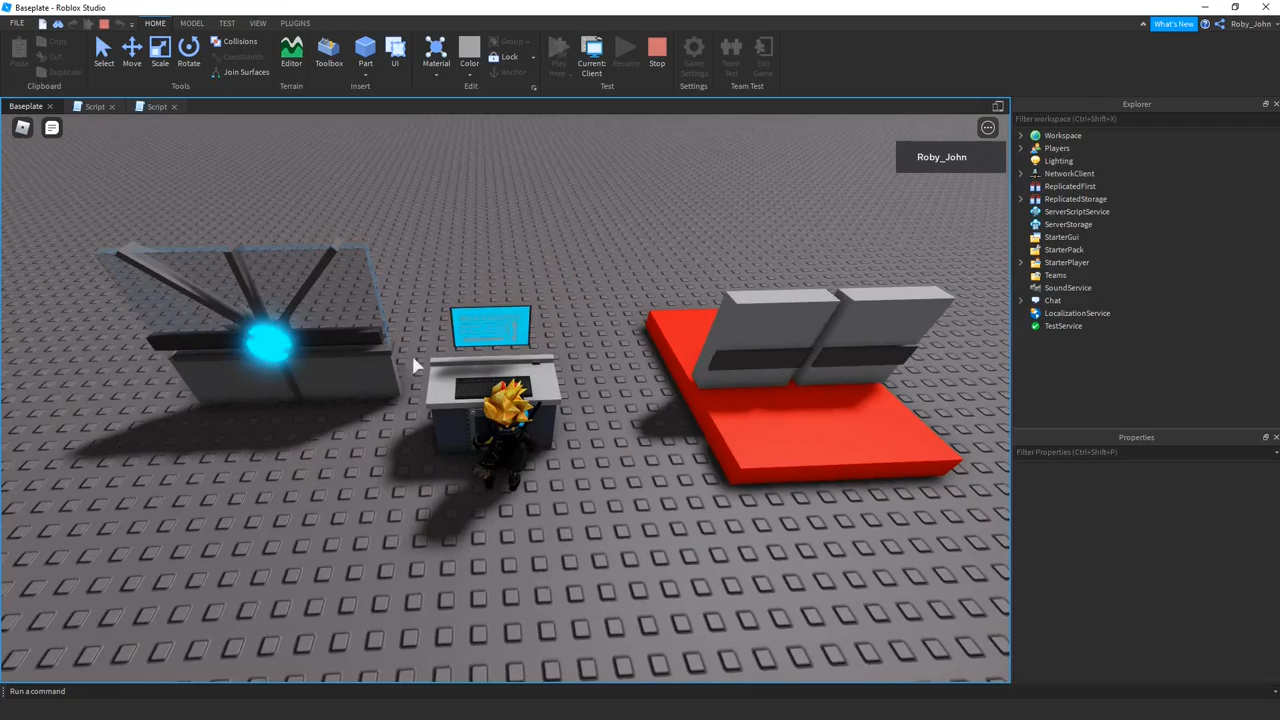 Baseplate - Roblox Studio
FILE
HOME
MODEL
TEST
VIEW
PLUGINS
What's New
Roby_John
Paste
Copy
Cut
Duplicate
Clipboard
Select
Move
Scale
Rotate
Collisions
Constraints
Join Surfaces
Tools
Editor
Terrain
Toolbox
Part
UI
Insert
Material
Color
Group
Lock
Anchor
Edit
Play
Here
Current:
Client
Resume
Stop
Test
Game
Settings
Settings
Team
Test
Exit
Game
Team Test
Baseplate
Script
Script
Roby_John
Explorer
Filter workspace (Ctrl+Shift+X)
Workspace
Players
Lighting
NetworkClient
ReplicatedFirst
ReplicatedStorage
ServerScriptService
ServerStorage
StarterGui
StarterPack
StarterPlayer
Teams
SoundService
Chat
LocalizationService
TestService
Properties
Filter Properties (Ctrl+Shift+P)
Run a command